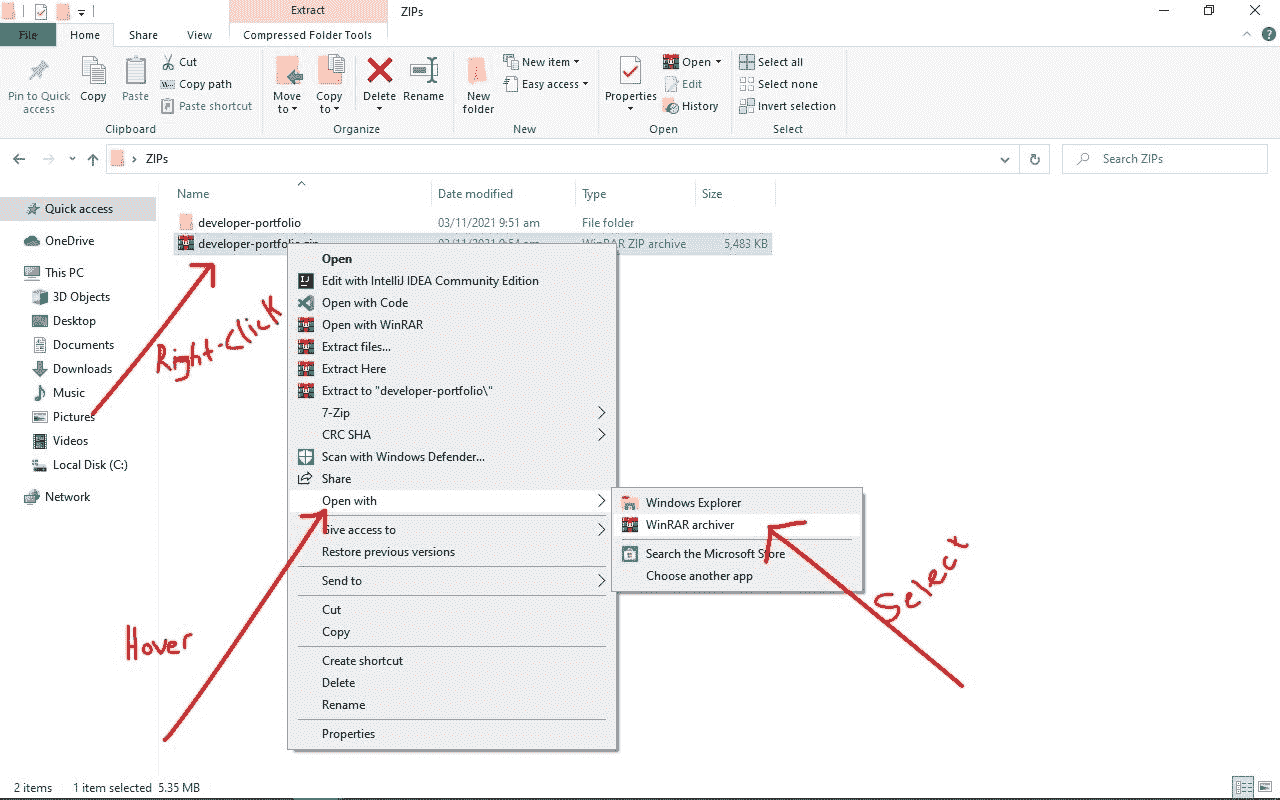 Extract
ZIPs
File
Home
Share
View
Compressed Folder Tools
Pin to Quick access
Copy
Paste
Cut
Copy path
Paste shortcut
Clipboard
Move to
Copy to
Delete
Rename
Organize
New folder
New item
Easy access
New
Properties
Open
Edit
History
Open
Select all
Select none
Invert selection
Select
ZIPs
Search ZIPs
Name Date modified Type Size
developer-portfolio 03/11/2021 9:51 am File folder
developer-portfolio.zip 03/11/2021 9:54 am WinRAR ZIP archive 5,483 KB
Quick access
OneDrive
This PC
3D Objects
Desktop
Documents
Downloads
Music
Pictures
Videos
Local Disk (C:)
Network
Right-Click
Open
Edit with IntelliJ IDEA Community Edition
Open with Code
Open with WinRAR
Extract files...
Extract Here
Extract to "developer-portfolio\"
7-Zip
CRC SHA
Scan with Windows Defender...
Share
Open with
Give access to
Restore previous versions
Send to
Cut
Copy
Create shortcut
Delete
Rename
Properties
Hover
Windows Explorer
WinRAR archiver
Search the Microsoft Store
Choose another app
Select
2 items 1 item selected 5.35 MB